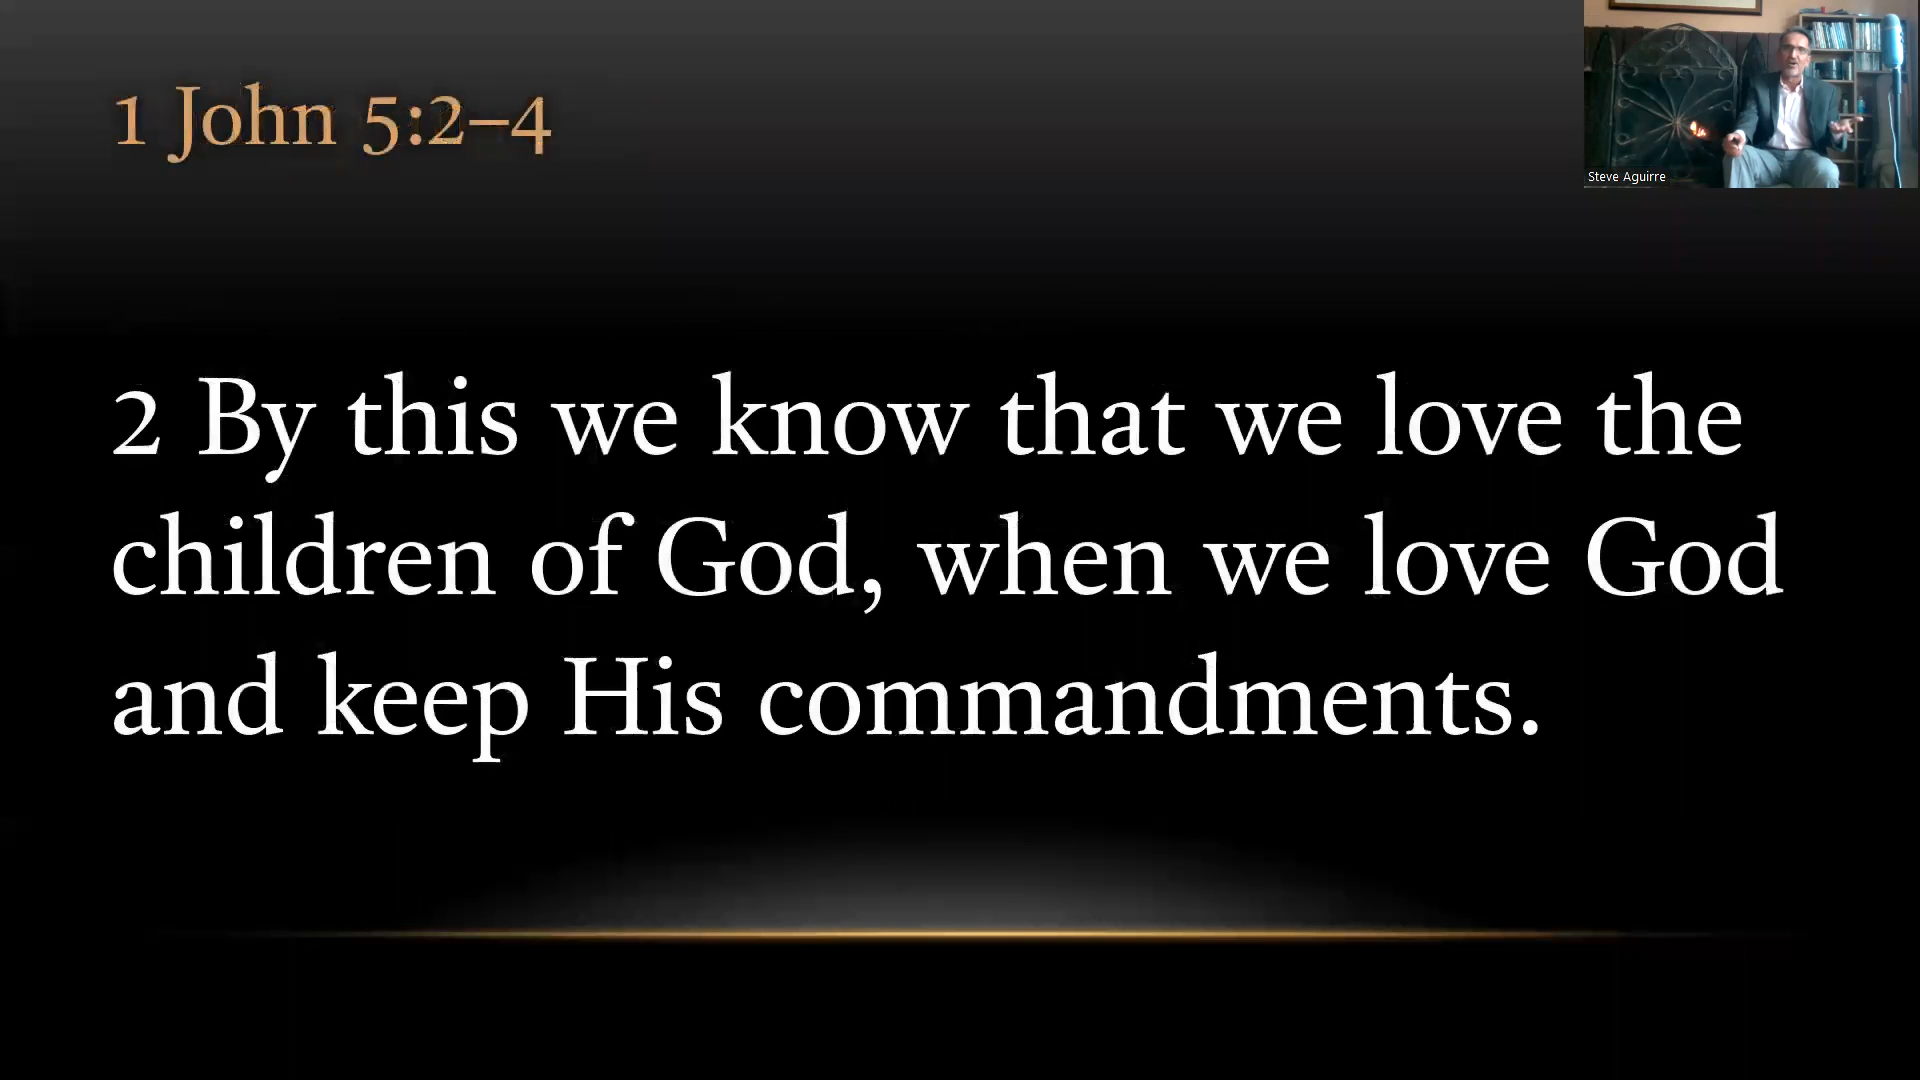 1 John 5:2–4
Steve Aguirre
2 By this we know that we love the
children of God, when we love God
and keep His commandments.